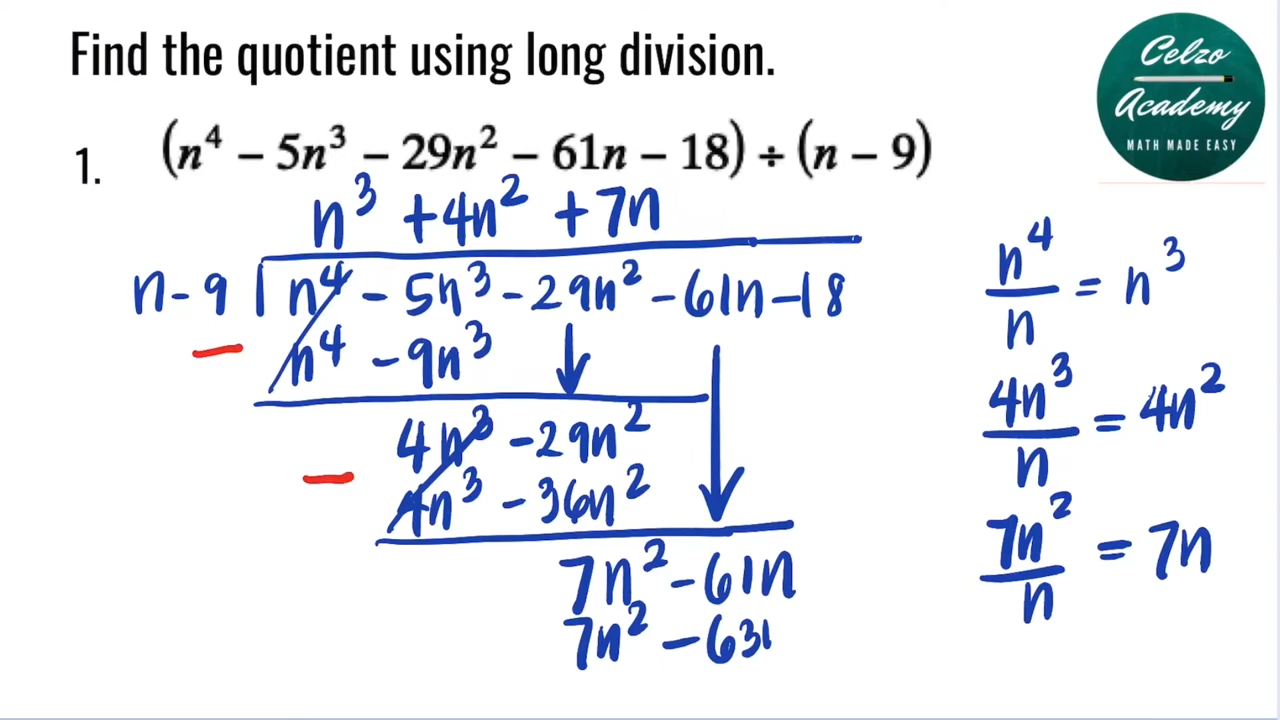 Find the quotient using long division.
Celzo
Academy
MATH MADE EASY
1. (n⁴ − 5n³ − 29n² − 61n − 18) ÷ (n − 9)
n³ + 4n² + 7n
n − 9 n⁴ − 5n³ − 29n² − 61n − 18
− n⁴ − 9n³
4n³ − 29n²
− 4n³ − 36n²
7n² − 61n
7n² − 63
n⁴/n = n³
4n³/n = 4n²
7n²/n = 7n